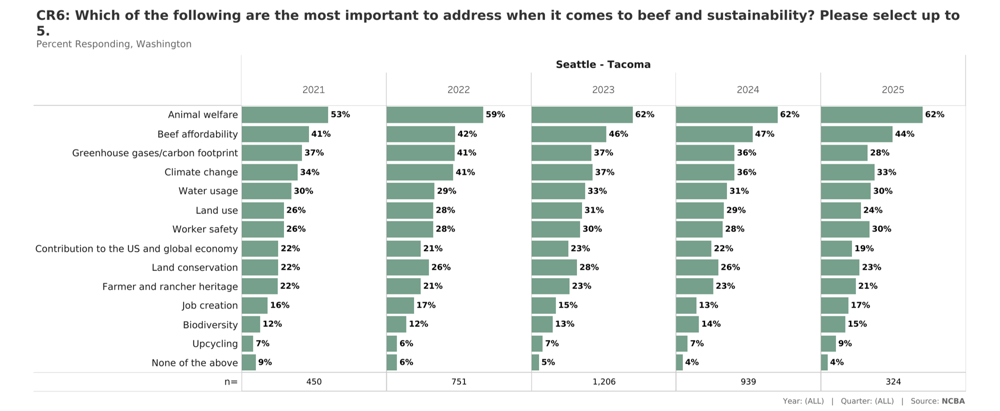 CR6: Which of the following are the most important to address when it comes to beef and sustainability? Please select up to
5.
Percent Responding, Washington
Seattle - Tacoma
2021 2022 2023 2024 2025
Animal welfare 53% 59% 62% 62% 62%
Beef affordability 41% 42% 46% 47% 44%
Greenhouse gases/carbon footprint 37% 41% 37% 36% 28%
Climate change 34% 41% 37% 36% 33%
Water usage 30% 29% 33% 31% 30%
Land use 26% 28% 31% 29% 24%
Worker safety 26% 28% 30% 28% 30%
Contribution to the US and global economy 22% 21% 23% 22% 19%
Land conservation 22% 26% 28% 26% 23%
Farmer and rancher heritage 22% 21% 23% 23% 21%
Job creation 16% 17% 15% 13% 17%
Biodiversity 12% 12% 13% 14% 15%
Upcycling 7% 6% 7% 7% 9%
None of the above 9% 6% 5% 4% 4%
n= 450 751 1,206 939 324
Year: (ALL) | Quarter: (ALL) | Source: NCBA